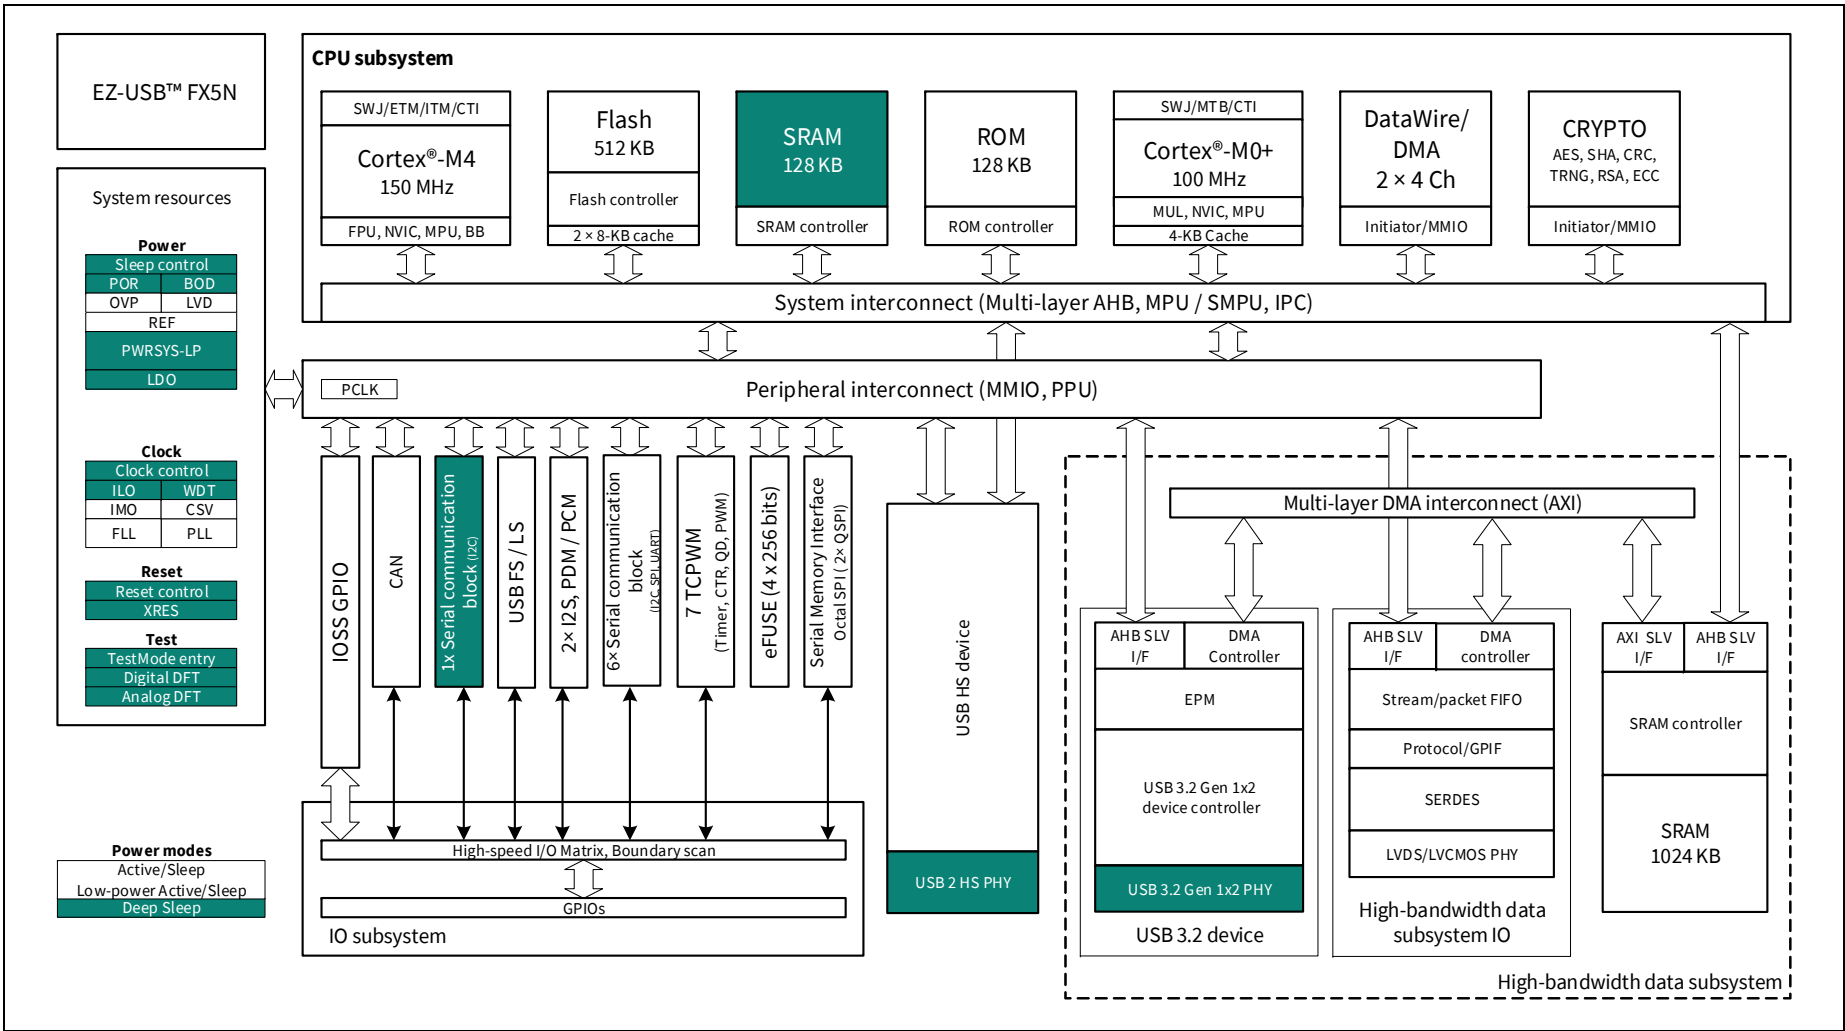 EZ-USB™ FX5N
System resources
Power
Sleep control
POR BOD
OVP LVD
REF
PWRSYS-LP
LDO
Clock
Clock control
ILO WDT
IMO CSV
FLL PLL
Reset
Reset control
XRES
Test
TestMode entry
Digital DFT
Analog DFT
Power modes
Active/Sleep
Low-power Active/Sleep
Deep Sleep
CPU subsystem
SWJ/ETM/ITM/CTI
Cortex®-M4
150 MHz
FPU, NVIC, MPU, BB
Flash
512 KB
Flash controller
2 × 8-KB cache
SRAM
128 KB
SRAM controller
ROM
128 KB
ROM controller
SWJ/MTB/CTI
Cortex®-M0+
100 MHz
MUL, NVIC, MPU
4-KB Cache
DataWire/
DMA
2 × 4 Ch
Initiator/MMIO
CRYPTO
AES, SHA, CRC,
TRNG, RSA, ECC
Initiator/MMIO
System interconnect (Multi-layer AHB, MPU / SMPU, IPC)
PCLK
Peripheral interconnect (MMIO, PPU)
IOSS GPIO
CAN
1x Serial communication
block (I2C)
USB FS / LS
2× I2S, PDM / PCM
6× Serial communication
block
(I2C, SPI, UART)
7 TCPWM
(Timer, CTR, QD, PWM)
eFUSE (4 x 256 bits)
Serial Memory Interface
Octal SPI ( 2× QSPI)
High-speed I/O Matrix, Boundary scan
GPIOs
IO subsystem
USB HS device
USB 2 HS PHY
Multi-layer DMA interconnect (AXI)
AHB SLV
I/F
DMA
Controller
EPM
USB 3.2 Gen 1x2
device controller
USB 3.2 Gen 1x2 PHY
USB 3.2 device
AHB SLV
I/F
DMA
controller
Stream/packet FIFO
Protocol/GPIF
SERDES
LVDS/LVCMOS PHY
High-bandwidth data
subsystem IO
AXI SLV
I/F
AHB SLV
I/F
SRAM controller
SRAM
1024 KB
High-bandwidth data subsystem